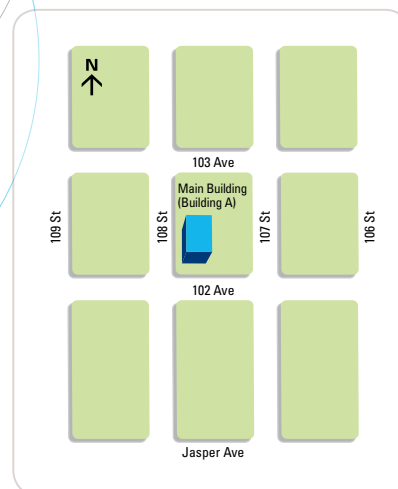 N
103 Ave
Main Building
(Building A)
109 St
108 St
107 St
106 St
102 Ave
Jasper Ave